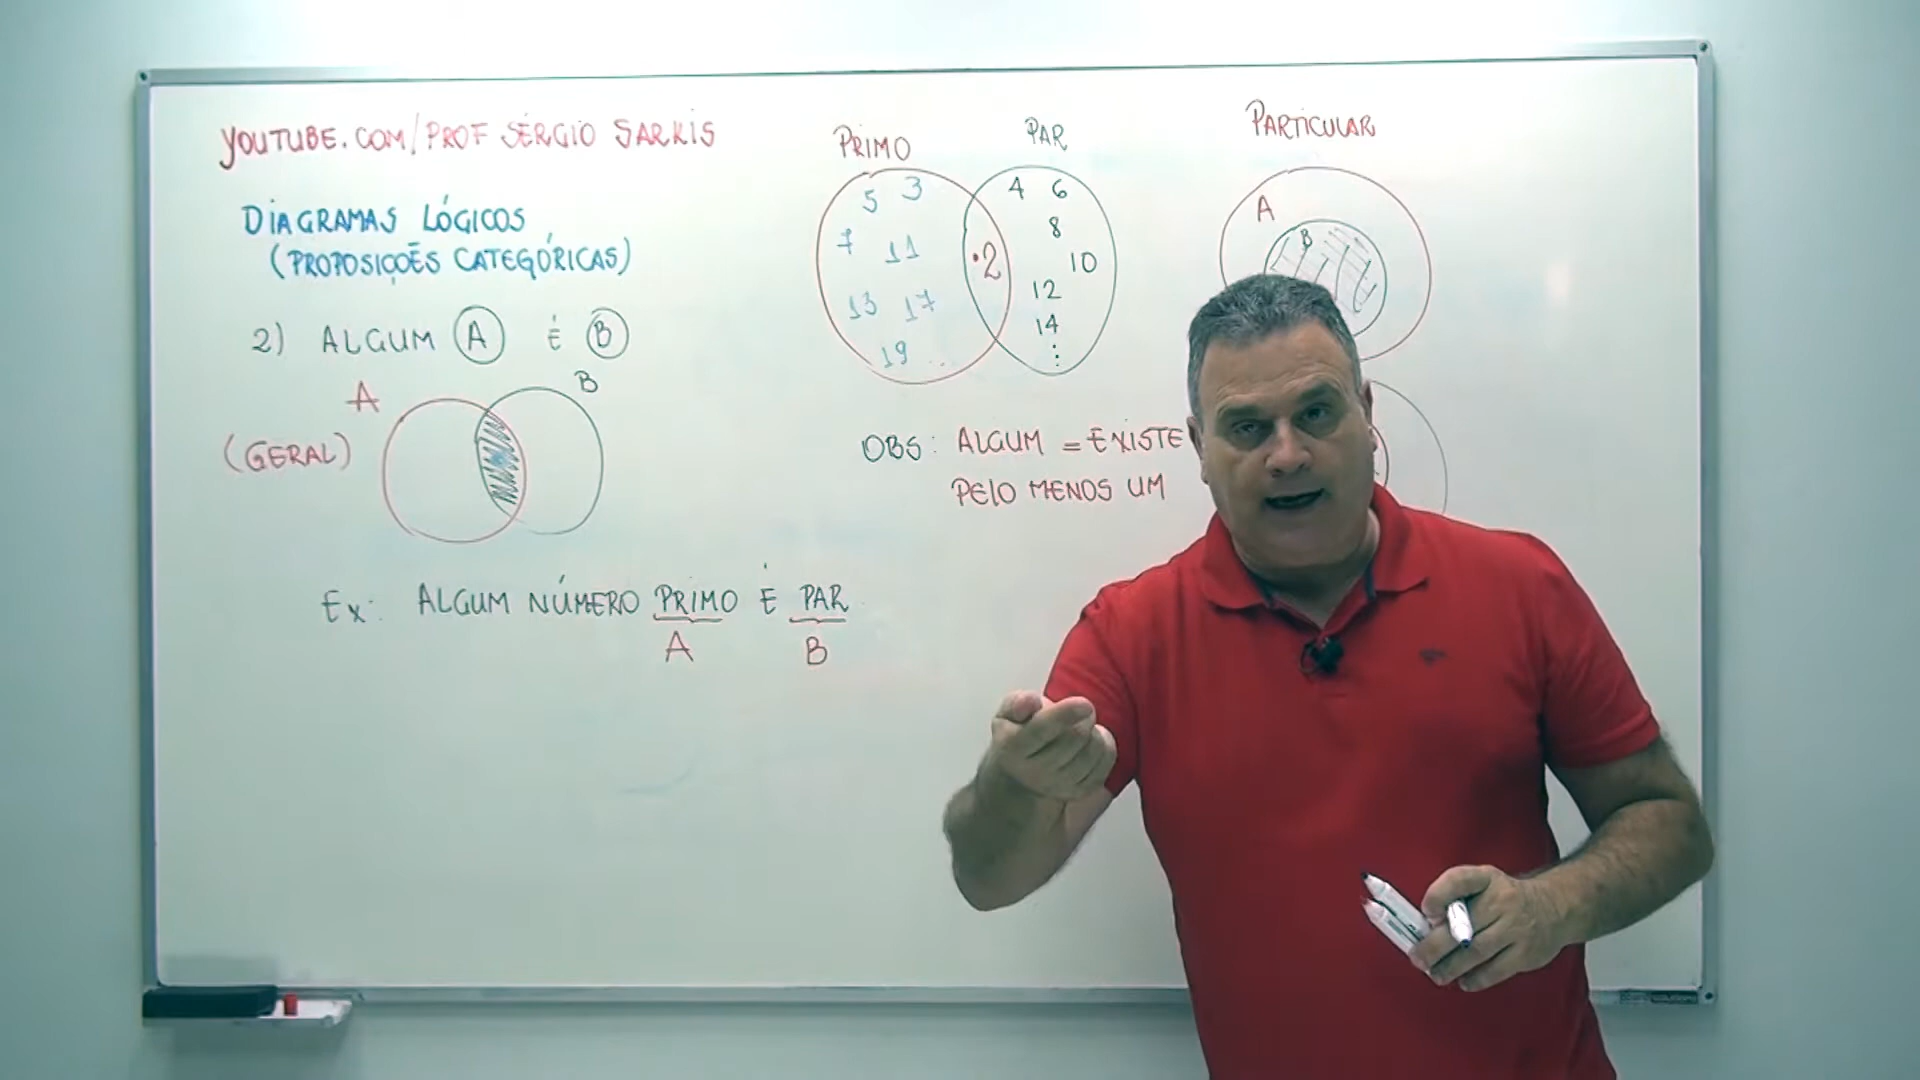 YOUTUBE.COM/PROF SÉRGIO SARKIS
DIAGRAMAS LÓGICOS
(PROPOSIÇÕES CATEGÓRICAS)
2) ALGUM A É B
A
B
(GERAL)
EX: ALGUM NÚMERO PRIMO É PAR
A B
PRIMO PAR
5 3
7 11
13 17
19 ...
.2
4 6
8
10
12
14
⋮
OBS: ALGUM = EXISTE
PELO MENOS UM
PARTICULAR
A
B